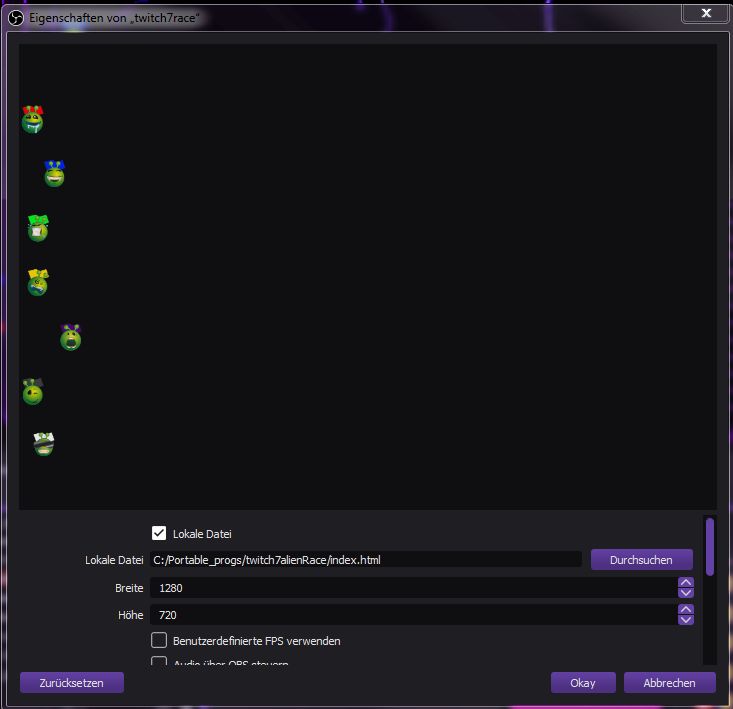 Eigenschaften von „twitch7race“
Lokale Datei
Lokale Datei C:/Portable_progs/twitch7alienRace/index.html Durchsuchen
Breite 1280
Höhe 720
Benutzerdefinierte FPS verwenden
Audio über OBS steuern
Zurücksetzen Okay Abbrechen